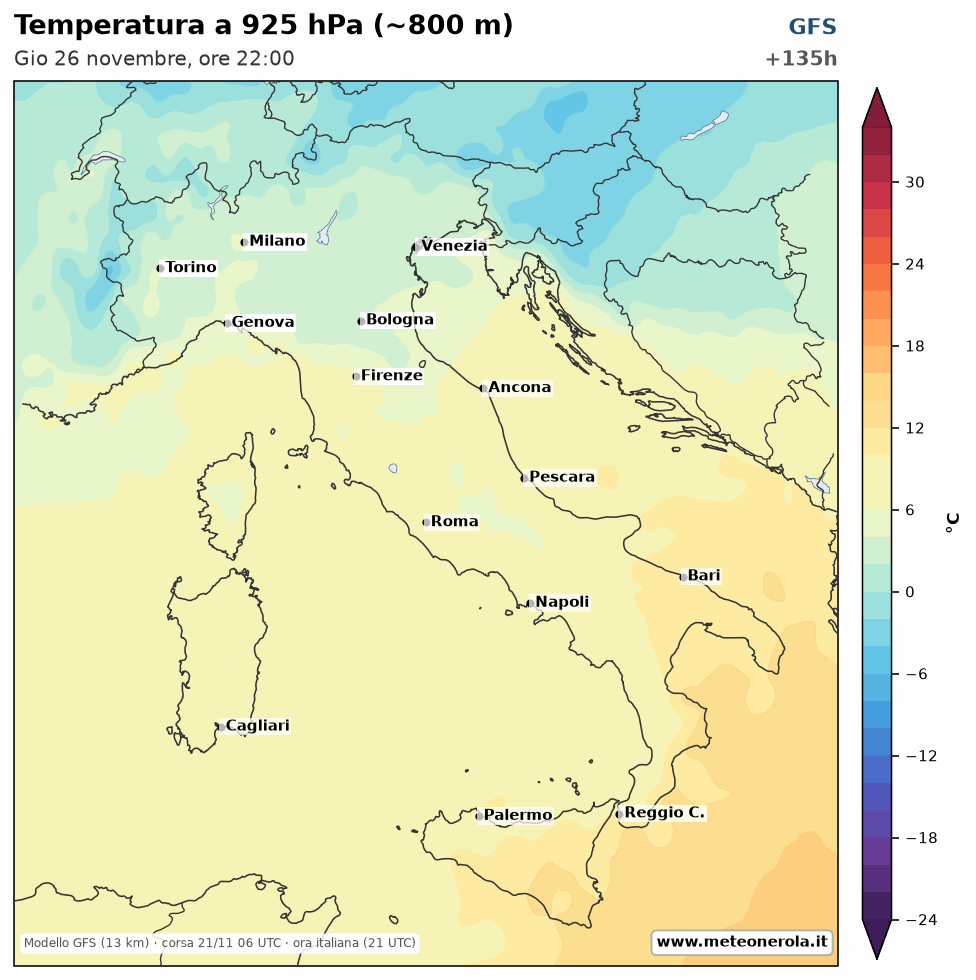 Temperatura a 925 hPa (~800 m)
GFS
Gio 26 novembre, ore 22:00
+135h
Milano
Venezia
Torino
Genova
Bologna
Firenze
Ancona
Pescara
Roma
Bari
Napoli
Cagliari
Palermo
Reggio C.
30
24
18
12
6
0
−6
−12
−18
−24
°C
Modello GFS (13 km) · corsa 21/11 06 UTC · ora italiana (21 UTC)
www.meteonerola.it